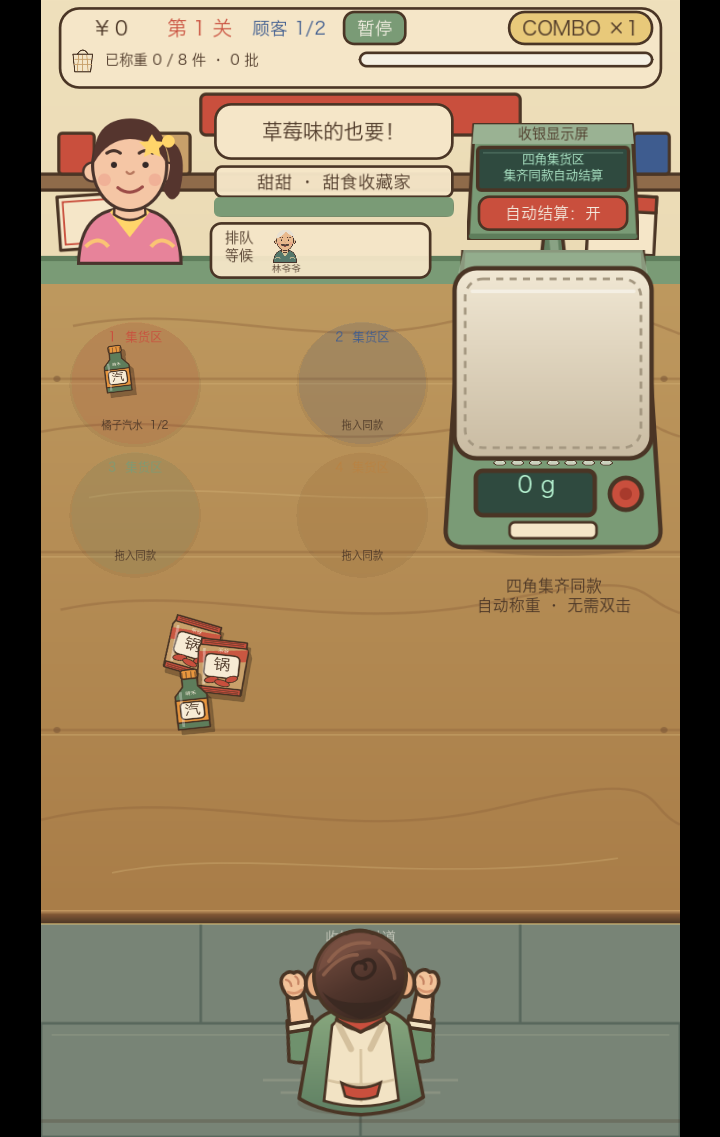 ￥0 第 1 关 顾客 1/2 暂停 COMBO ×1
已称重 0 / 8 件 · 0 批
草莓味的也要！
甜甜 · 甜食收藏家
排队
等候
林爷爷
收银显示屏
四角集货区
集齐同款自动结算
自动结算：开
1 集货区
汽
橘子汽水 1/2
2 集货区
拖入同款
拖入同款
拖入同款
0 g
四角集齐同款
自动称重 · 无需双击
锅
锅
汽